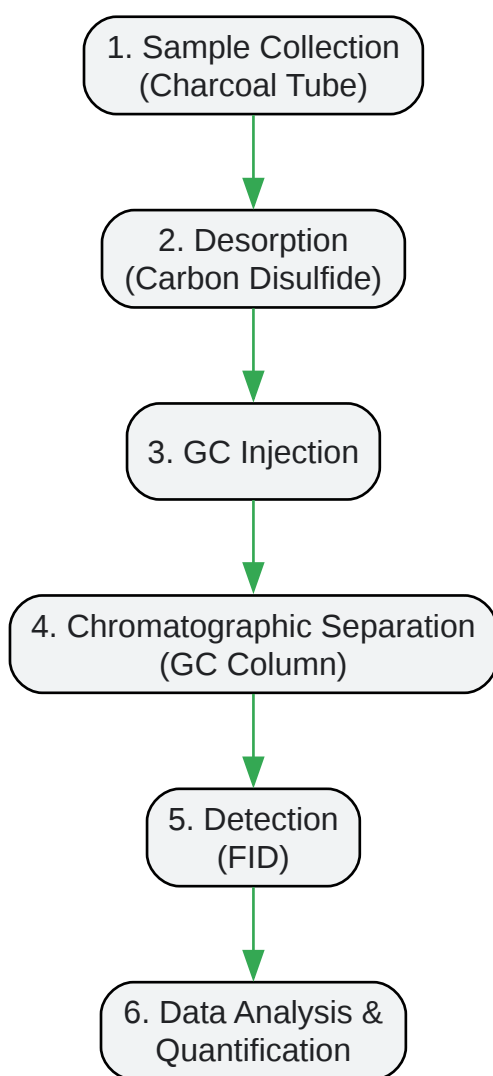 1. Sample Collection
(Charcoal Tube)
2. Desorption
(Carbon Disulfide)
3. GC Injection
4. Chromatographic Separation
(GC Column)
5. Detection
(FID)
6. Data Analysis &
Quantification